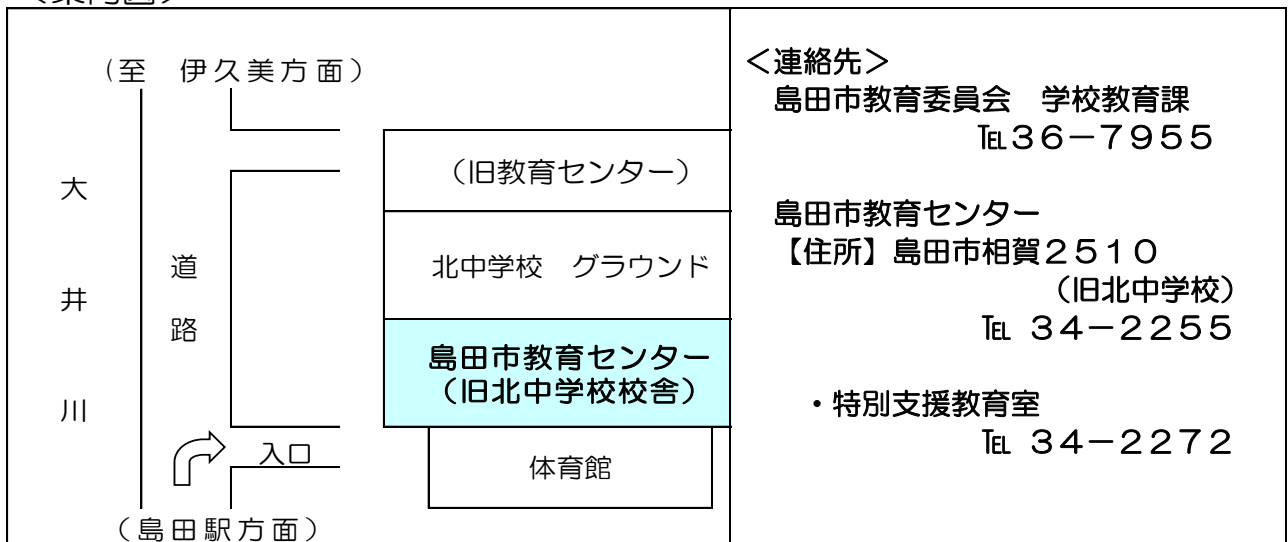 ＜案内図＞
（至　伊久美方面）
大井川
道路
（旧教育センター）
北中学校　グラウンド
島田市教育センター
（旧北中学校校舎）
入口
体育館
（島田駅方面）
＜連絡先＞
島田市教育委員会　学校教育課
℡３６－７９５５
島田市教育センター
【住所】島田市相賀２５１０
（旧北中学校）
℡ ３４－２２５５
・特別支援教育室
℡ ３４－２２７２